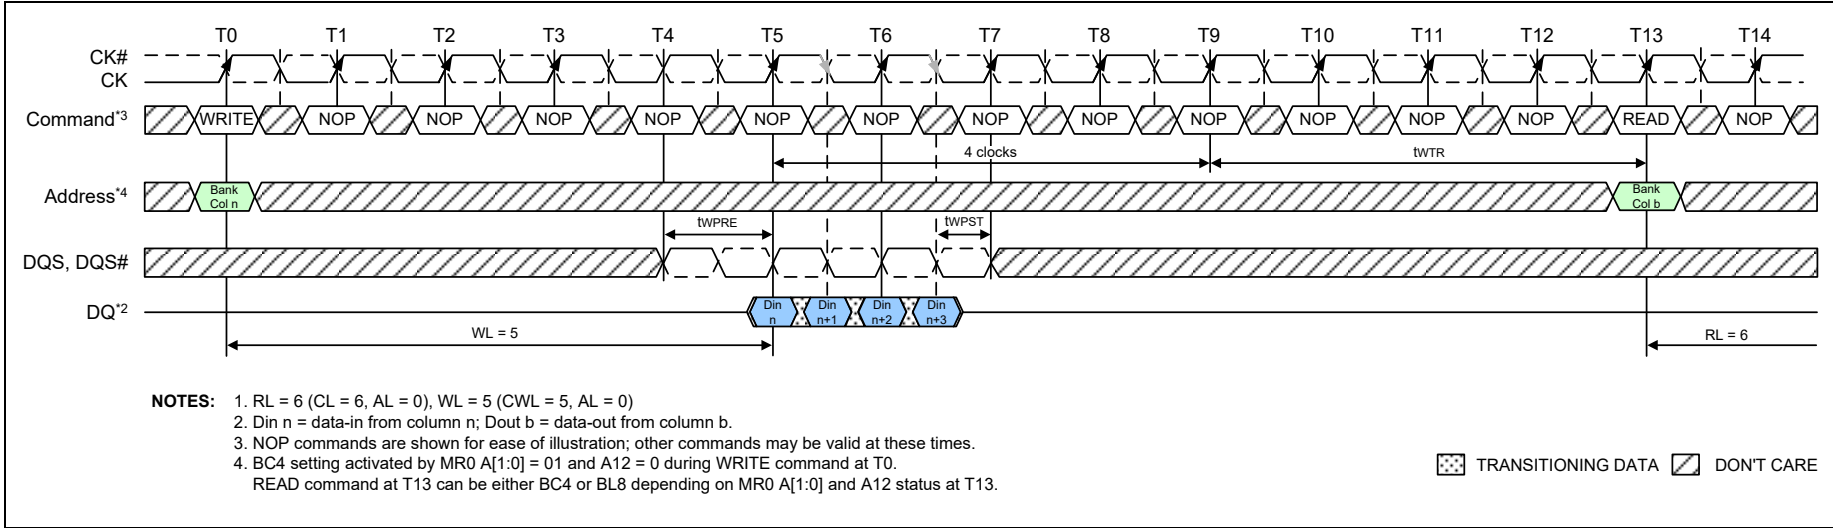 T0 T1 T2 T3 T4 T5 T6 T7 T8 T9 T10 T11 T12 T13 T14
CK#
CK
Command*3 WRITE NOP NOP NOP NOP NOP NOP NOP NOP NOP NOP NOP NOP READ NOP
4 clocks tWTR
Address*4 Bank Col n Bank Col b
tWPRE tWPST
DQS, DQS#
DQ*2 Din n Din n+1 Din n+2 Din n+3
WL = 5 RL = 6
NOTES: 1. RL = 6 (CL = 6, AL = 0), WL = 5 (CWL = 5, AL = 0)
2. Din n = data-in from column n; Dout b = data-out from column b.
3. NOP commands are shown for ease of illustration; other commands may be valid at these times.
4. BC4 setting activated by MR0 A[1:0] = 01 and A12 = 0 during WRITE command at T0.
READ command at T13 can be either BC4 or BL8 depending on MR0 A[1:0] and A12 status at T13.
TRANSITIONING DATA DON'T CARE